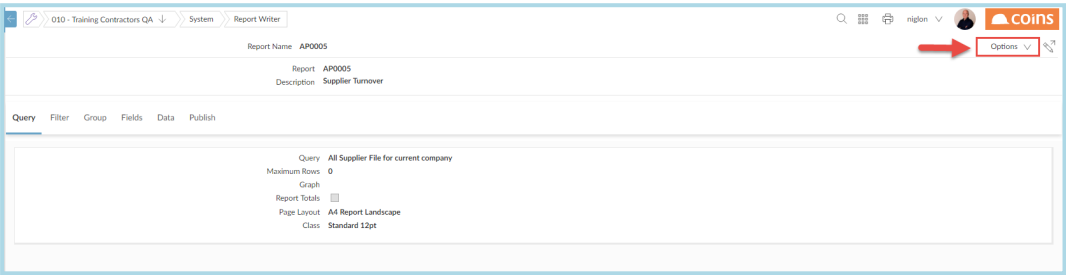 010 - Training Contractors QA System Report Writer niglon coins
Report Name AP0005 Options
Report AP0005
Description Supplier Turnover
Query Filter Group Fields Data Publish
Query All Supplier File for current company
Maximum Rows 0
Graph
Report Totals
Page Layout A4 Report Landscape
Class Standard 12pt